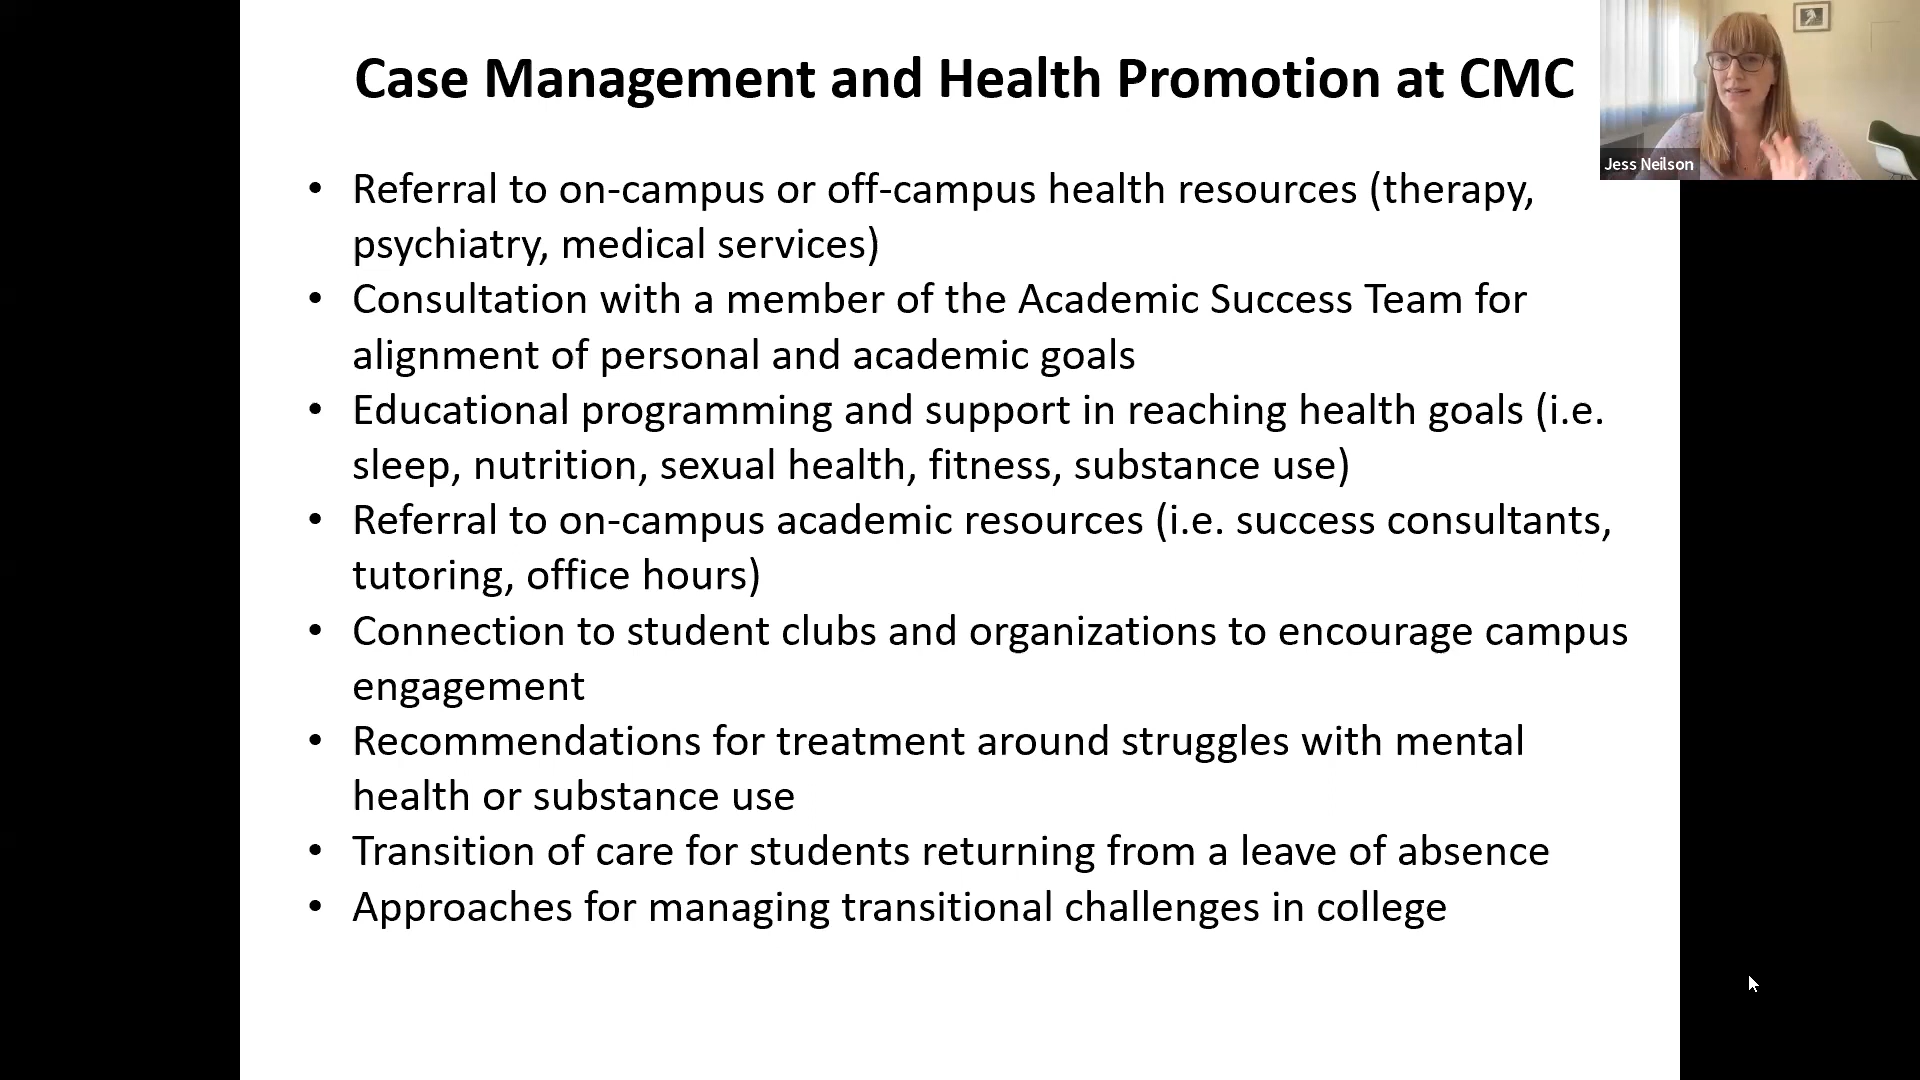 Case Management and Health Promotion at CMC
Jess Neilson
• Referral to on-campus or off-campus health resources (therapy,
psychiatry, medical services)
• Consultation with a member of the Academic Success Team for
alignment of personal and academic goals
• Educational programming and support in reaching health goals (i.e.
sleep, nutrition, sexual health, fitness, substance use)
• Referral to on-campus academic resources (i.e. success consultants,
tutoring, office hours)
• Connection to student clubs and organizations to encourage campus
engagement
• Recommendations for treatment around struggles with mental
health or substance use
• Transition of care for students returning from a leave of absence
• Approaches for managing transitional challenges in college